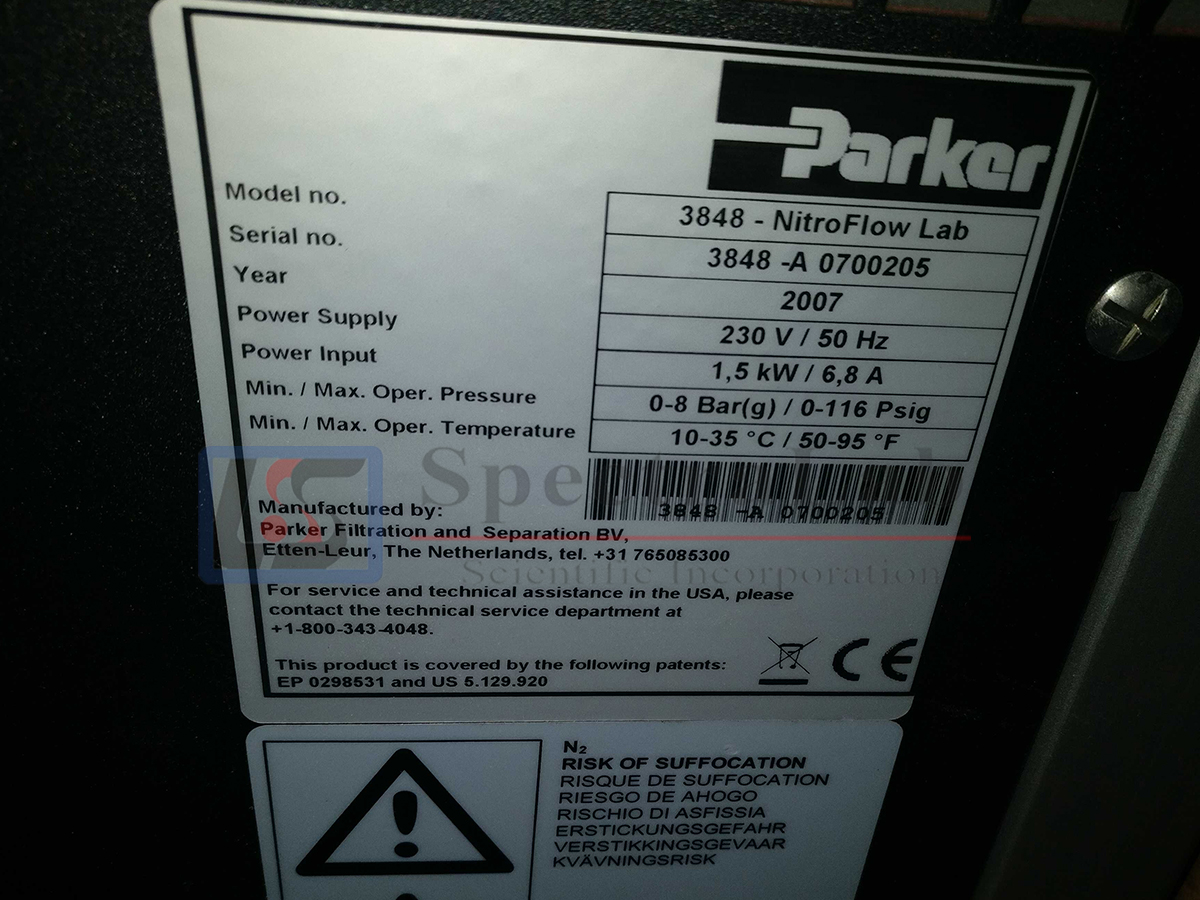 Parker
Model no. 3848 - NitroFlow Lab
Serial no. 3848 -A 0700205
Year 2007
Power Supply 230 V / 50 Hz
Power Input 1,5 kW / 6,8 A
Min. / Max. Oper. Pressure 0-8 Bar(g) / 0-116 Psig
Min. / Max. Oper. Temperature 10-35 °C / 50-95 °F
3848 -A 0700205
Manufactured by:
Parker Filtration and Separation BV,
Etten-Leur, The Netherlands, tel. +31 765085300
Scientific Incorporation
For service and technical assistance in the USA, please
contact the technical service department at
+1-800-343-4048.
This product is covered by the following patents:
EP 0298531 and US 5.129.920
CE
N₂
RISK OF SUFFOCATION
RISQUE DE SUFFOCATION
RIESGO DE AHOGO
RISCHIO DI ASFISSIA
ERSTICKUNGSGEFAHR
VERSTIKKINGSGEVAAR
KVÄVNINGSRISK